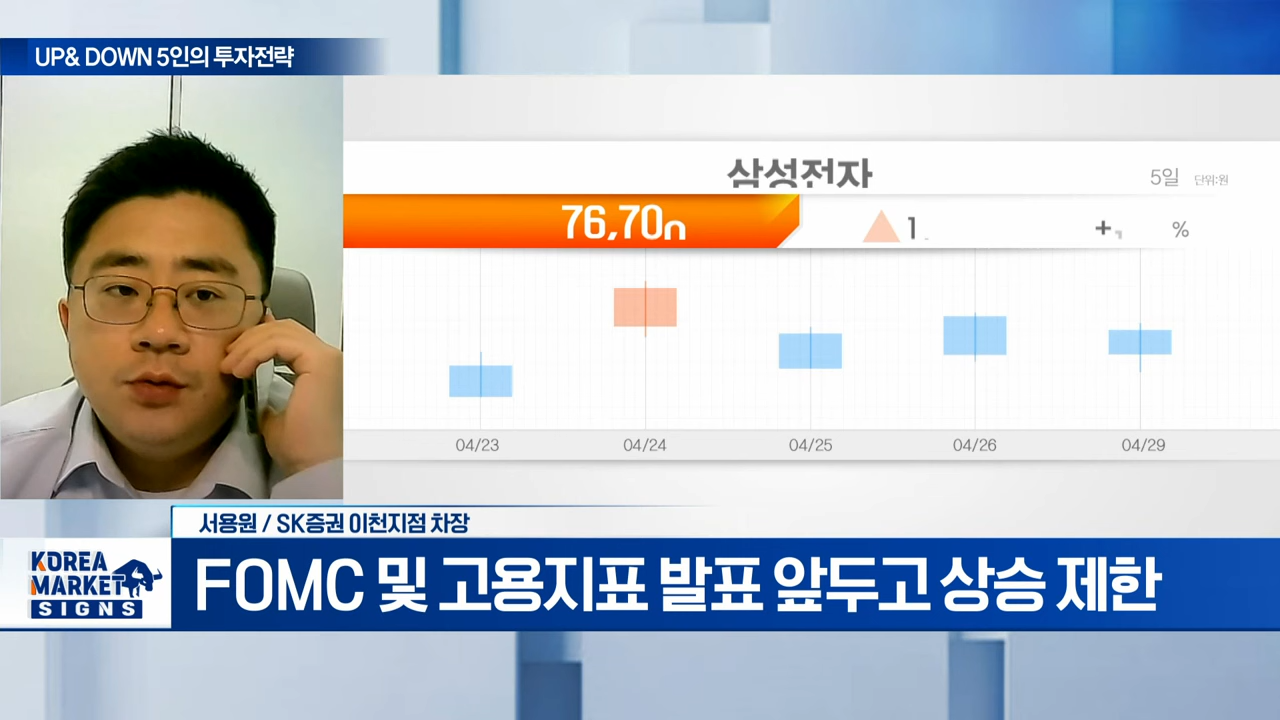 UP& DOWN 5인의 투자전략
삼성전자
5일 단위:원
1
+ %
04/23 04/24 04/25 04/26 04/29
서용원 / SK증권 이천지점 차장
KOREA
MARKET
SIGNS
FOMC 및 고용지표 발표 앞두고 상승 제한